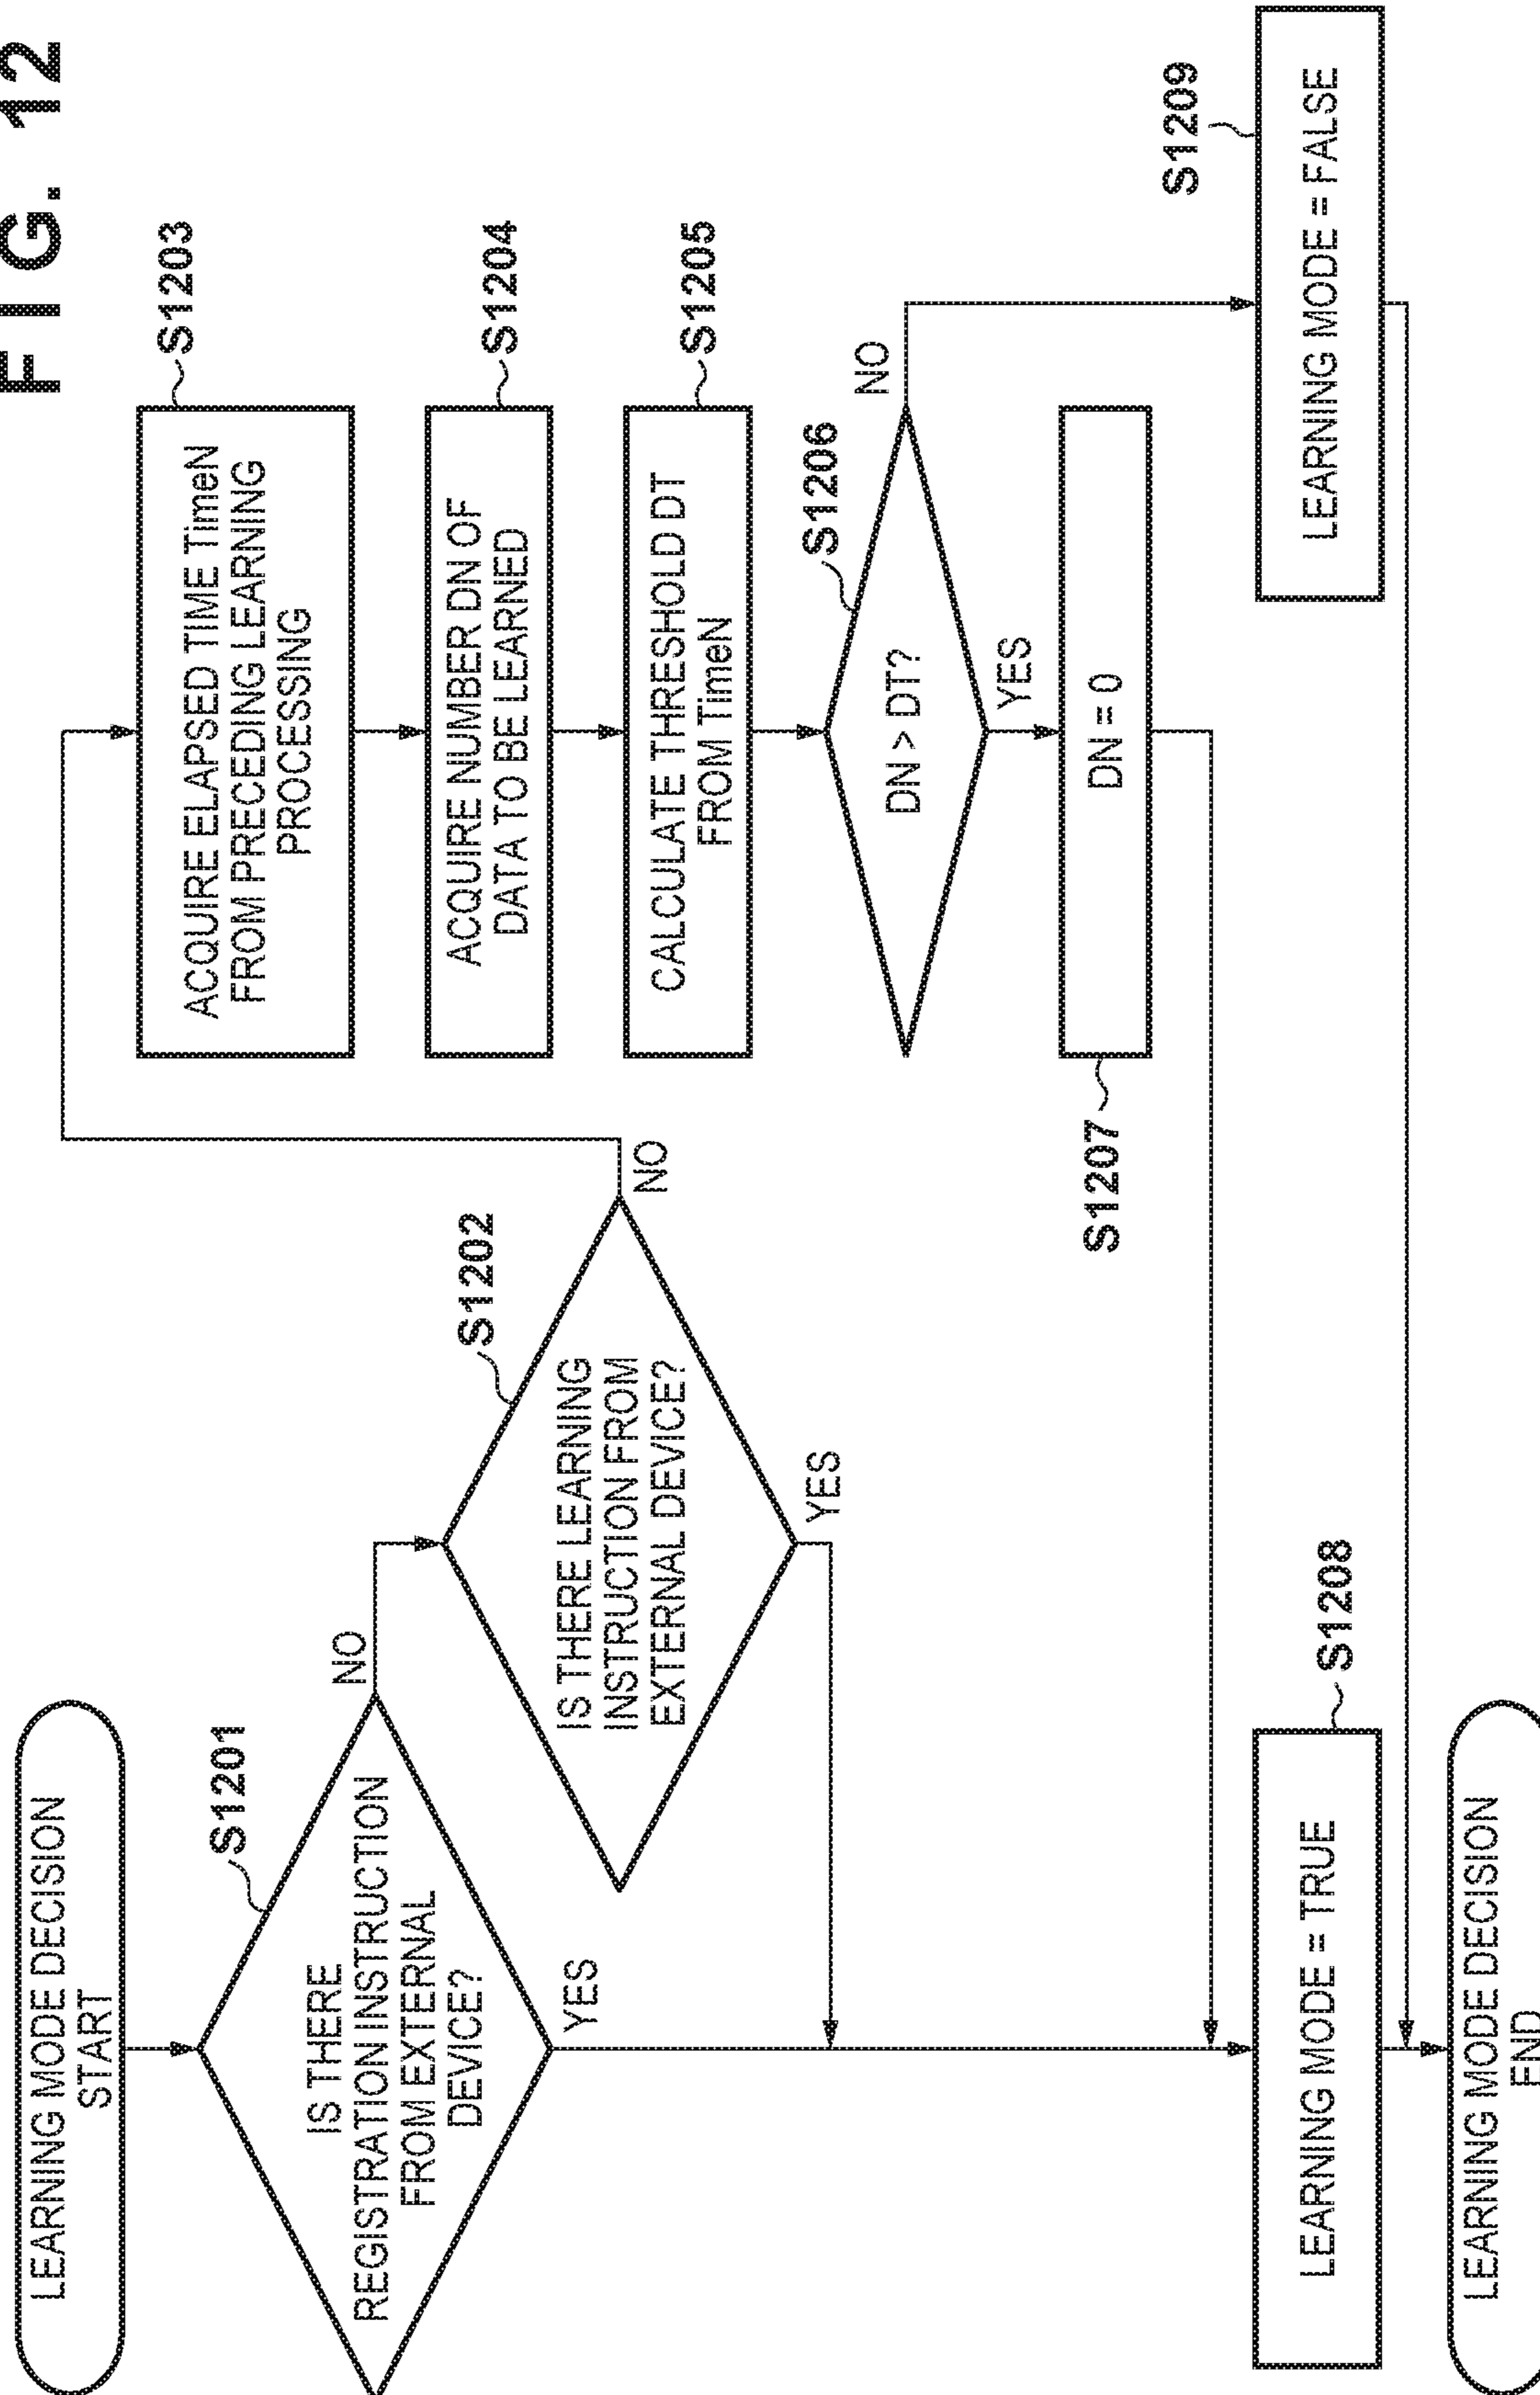 FIG. 12
LEARNING MODE DECISION
START
S1201
IS THERE
REGISTRATION INSTRUCTION
FROM EXTERNAL
DEVICE?
NO
YES
S1202
IS THERE LEARNING
INSTRUCTION FROM
EXTERNAL DEVICE?
NO
YES
S1203
ACQUIRE ELAPSED TIME TimeN
FROM PRECEDING LEARNING
PROCESSING
S1204
ACQUIRE NUMBER DN OF
DATA TO BE LEARNED
S1205
CALCULATE THRESHOLD DT
FROM TimeN
S1206
DN > DT?
NO
YES
S1207
DN = 0
S1208
LEARNING MODE = TRUE
S1209
LEARNING MODE = FALSE
LEARNING MODE DECISION
END